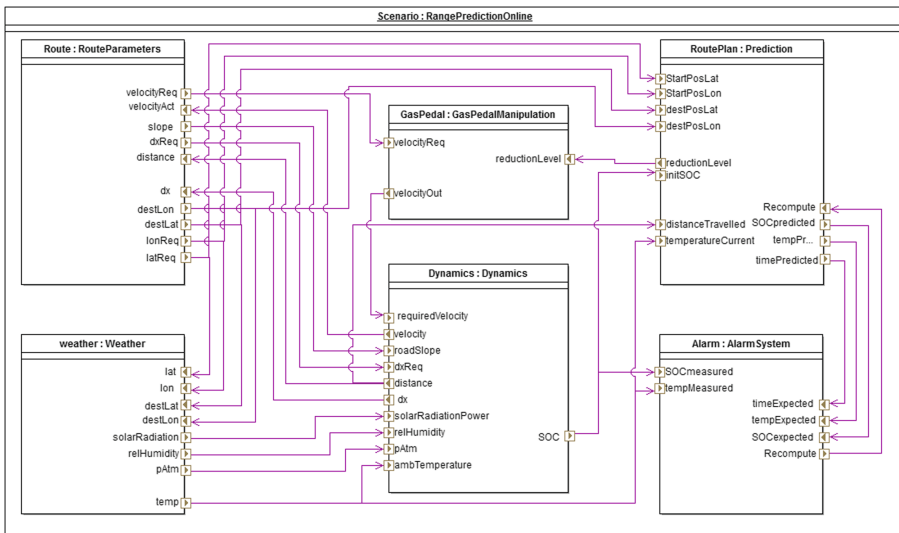 Scenario : RangePredictionOnline
Route : RouteParameters
velocityReq
velocityAct
slope
dxReq
distance
dx
destLon
destLat
lonReq
latReq
weather : Weather
lat
lon
destLat
destLon
solarRadiation
relHumidity
pAtm
temp
GasPedal : GasPedalManipulation
velocityReq
reductionLevel
velocityOut
Dynamics : Dynamics
requiredVelocity
velocity
roadSlope
dxReq
distance
dx
solarRadiationPower
relHumidity
SOC
pAtm
ambTemperature
RoutePlan : Prediction
StartPosLat
StartPosLon
destPosLat
destPosLon
reductionLevel
initSOC
Recompute
SOCpredicted
distanceTravelled
tempPr...
temperatureCurrent
timePredicted
Alarm : AlarmSystem
SOCmeasured
tempMeasured
timeExpected
tempExpected
SOCexpected
Recompute